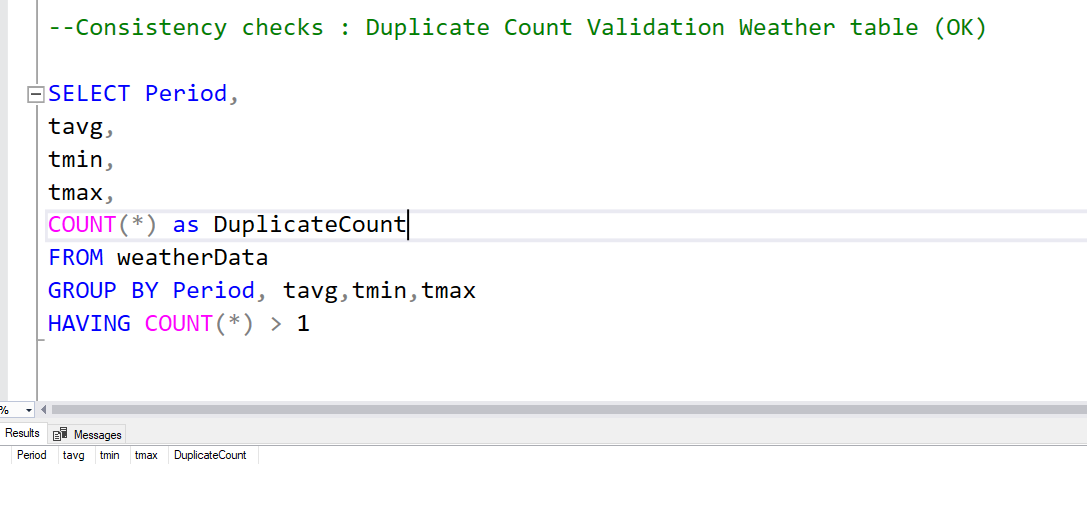 --Consistency checks : Duplicate Count Validation Weather table (OK)
SELECT Period,
tavg,
tmin,
tmax,
COUNT(*) as DuplicateCount
FROM weatherData
GROUP BY Period, tavg,tmin,tmax
HAVING COUNT(*) > 1
%
Results Messages
Period tavg tmin tmax DuplicateCount